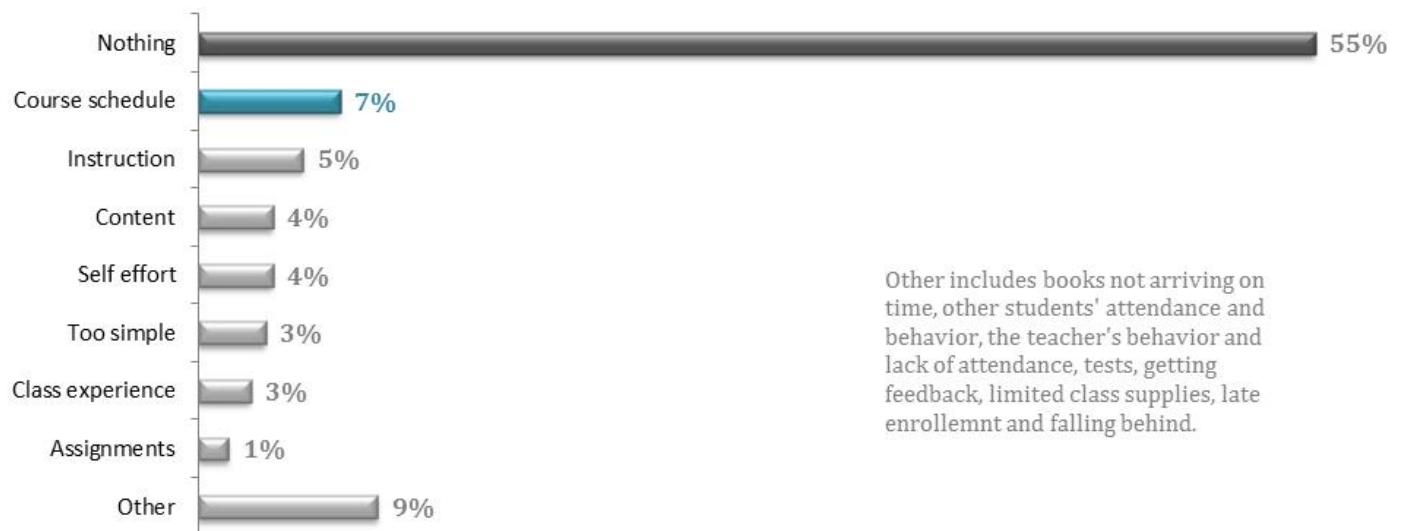 Nothing 55%
Course schedule 7%
Instruction 5%
Content 4%
Self effort 4%
Too simple 3%
Class experience 3%
Assignments 1%
Other 9%
Other includes books not arriving on
time, other students' attendance and
behavior, the teacher's behavior and
lack of attendance, tests, getting
feedback, limited class supplies, late
enrollemnt and falling behind.